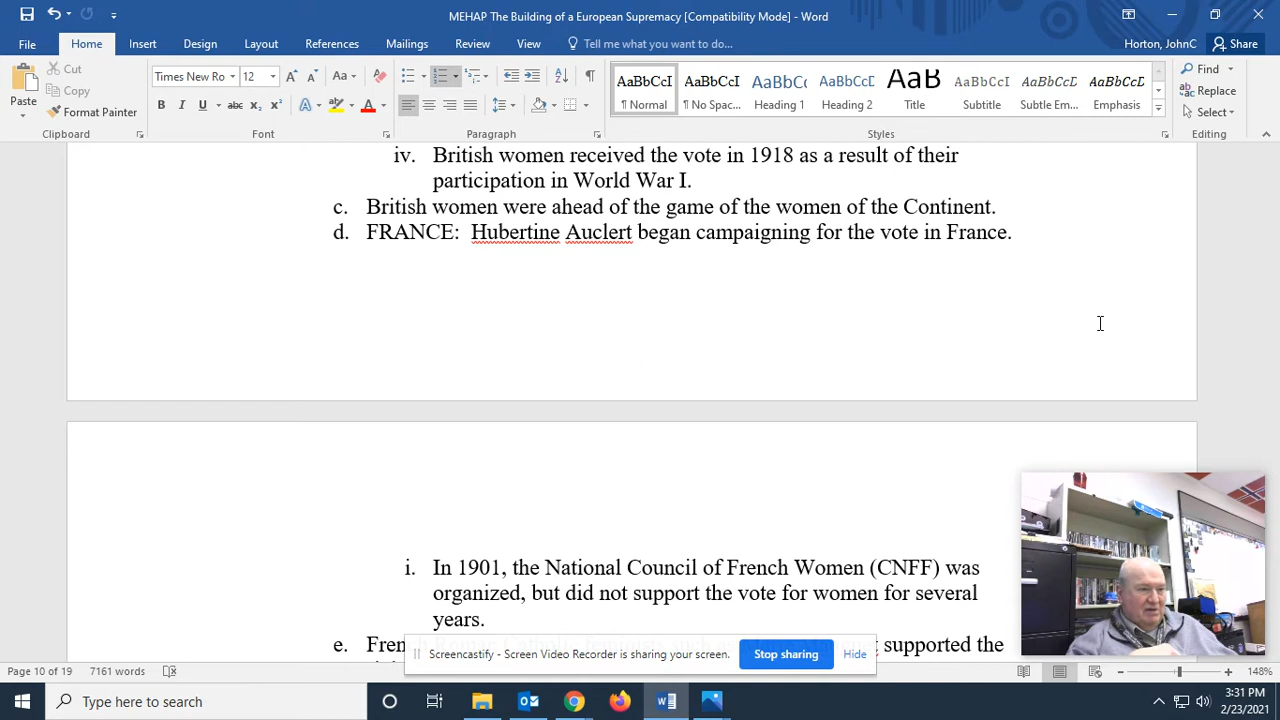 MEHAP The Building of a European Supremacy [Compatibility Mode] - Word
File Home Insert Design Layout References Mailings Review View Tell me what you want to do... Horton, JohnC Share
Paste Cut Copy Format Painter Clipboard
Times New Ro 12 Aa Font
Paragraph
AaBbCcI AaBbCcI AaBbCc AaBbCcI AaB AaBbCcI AaBbCcI AaBbCcI
¶ Normal ¶ No Spac... Heading 1 Heading 2 Title Subtitle Subtle Em... Emphasis
Styles
Find Replace Select Editing
iv. British women received the vote in 1918 as a result of their
participation in World War I.
c. British women were ahead of the game of the women of the Continent.
d. FRANCE: Hubertine Auclert began campaigning for the vote in France.
i. In 1901, the National Council of French Women (CNFF) was
organized, but did not support the vote for women for several
years.
e. supported the
Screencastify - Screen Video Recorder is sharing your screen. Stop sharing Hide
Page 10 of 19 7161 words 148%
Type here to search
3:31 PM
2/23/2021